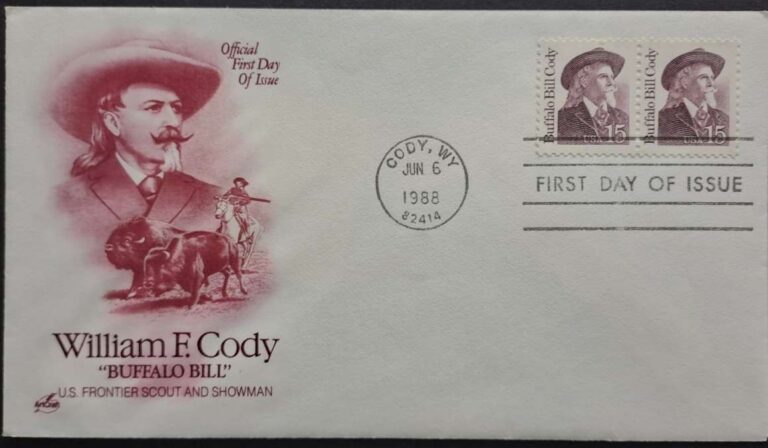 Official
First Day
Of Issue
Buffalo Bill Cody
USA 15
Buffalo Bill Cody
USA 15
CODY, WY
JUN 6
1988
82414
FIRST DAY OF ISSUE
William F. Cody
"BUFFALO BILL"
U.S. FRONTIER SCOUT AND SHOWMAN